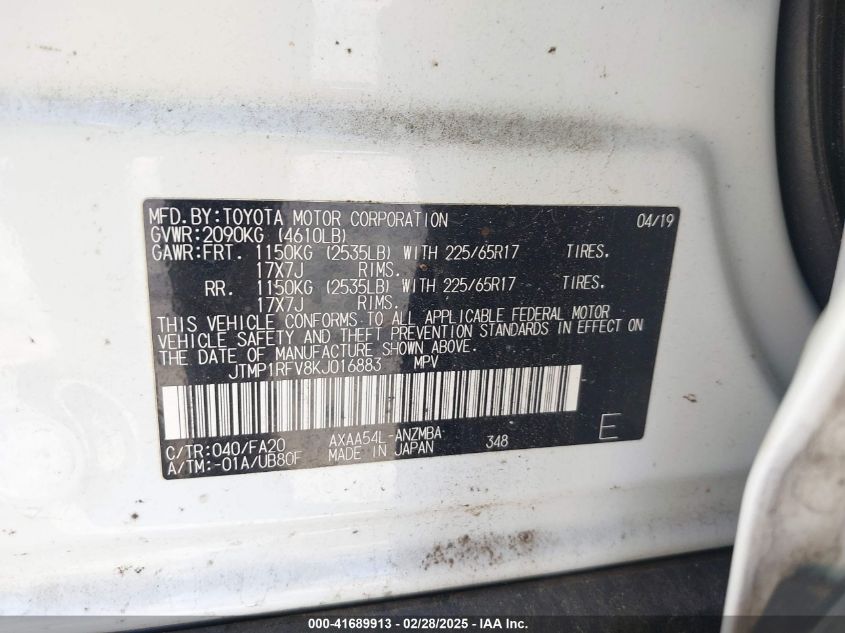 MFD.BY:TOYOTA MOTOR CORPORATION 04/19
GVWR:2090KG (4610LB)
GAWR:FRT. 1150KG (2535LB) WITH 225/65R17 TIRES.
17X7J RIMS.
RR. 1150KG (2535LB) WITH 225/65R17 TIRES.
17X7J RIMS.
THIS VEHICLE CONFORMS TO ALL APPLICABLE FEDERAL MOTOR
VEHICLE SAFETY AND THEFT PREVENTION STANDARDS IN EFFECT ON
THE DATE OF MANUFACTURE SHOWN ABOVE.
JTMP1RFV8KJ016883 MPV
C/TR:040/FA20 AXAA54L-ANZMBA 348 E
A/TM:-01A/UB80F MADE IN JAPAN
000-41689913 - 02/28/2025 - IAA Inc.